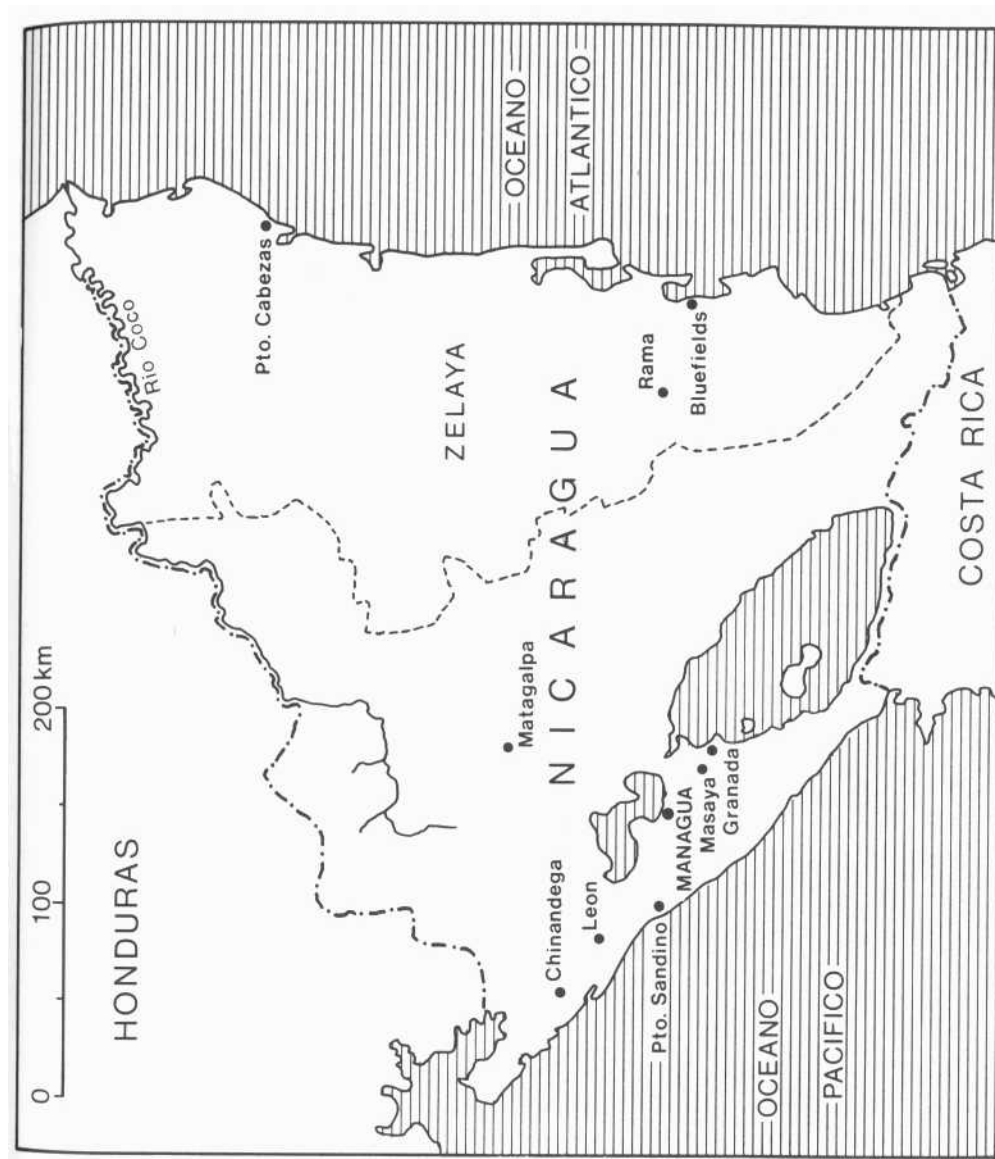 0 100 200 km
HONDURAS
Rio Coco
Pto. Cabezas
ZELAYA
OCEANO
ATLANTICO
Matagalpa
NICARAGUA
Chinandega
Leon
Rama
Bluefields
Pto. Sandino
MANAGUA
Masaya
Granada
OCEANO
PACIFICO
COSTA RICA